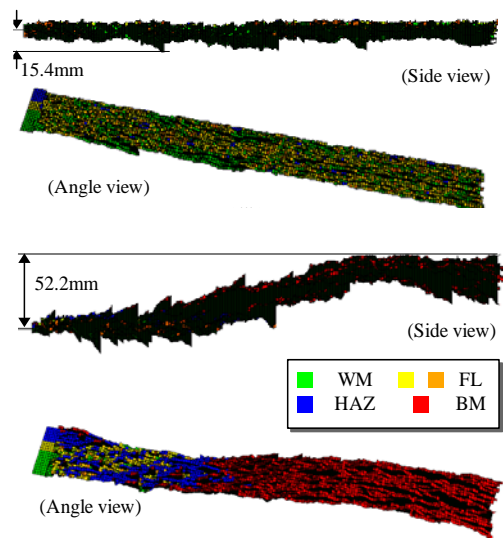 15.4mm
(Side view)
(Angle view)
52.2mm
(Side view)
WM FL
HAZ BM
(Angle view)